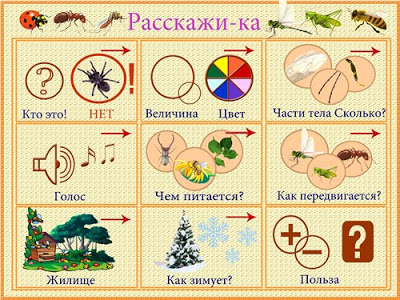 Расскажи-ка
?
!
Кто это! НЕТ
Величина Цвет
Части тела Сколько?
Голос
Чем питается?
Как передвигается?
+ − ?
Жилище
Как зимует?
Польза